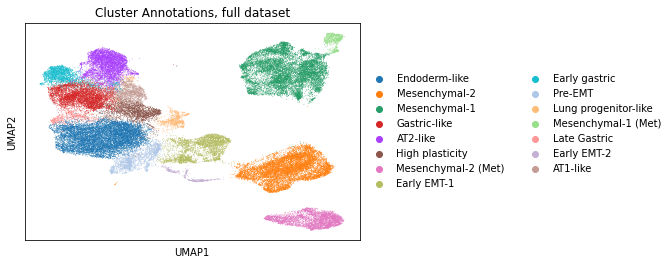 Cluster Annotations, full dataset
UMAP2
UMAP1
Endoderm-like
Mesenchymal-2
Mesenchymal-1
Gastric-like
AT2-like
High plasticity
Mesenchymal-2 (Met)
Early EMT-1
Early gastric
Pre-EMT
Lung progenitor-like
Mesenchymal-1 (Met)
Late Gastric
Early EMT-2
AT1-like